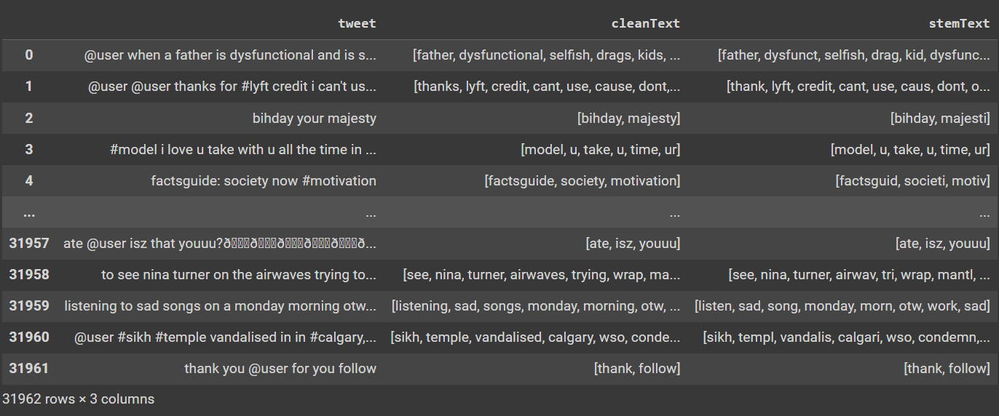 tweet cleanText stemText
0 @user when a father is dysfunctional and is s... [father, dysfunctional, selfish, drags, kids, ... [father, dysfunct, selfish, drag, kid, dysfunc...
1 @user @user thanks for #lyft credit i can't us... [thanks, lyft, credit, cant, use, cause, dont,... [thank, lyft, credit, cant, use, caus, dont, o...
2 bihday your majesty [bihday, majesty] [bihday, majesti]
3 #model i love u take with u all the time in ... [model, u, take, u, time, ur] [model, u, take, u, time, ur]
4 factsguide: society now #motivation [factsguide, society, motivation] [factsguid, societi, motiv]
... ... ... ...
31957 ate @user isz that youuu?ððððððð... [ate, isz, youuu] [ate, isz, youuu]
31958 to see nina turner on the airwaves trying to... [see, nina, turner, airwaves, trying, wrap, ma... [see, nina, turner, airwav, tri, wrap, mantl, ...
31959 listening to sad songs on a monday morning otw... [listening, sad, songs, monday, morning, otw, ... [listen, sad, song, monday, morn, otw, work, sad]
31960 @user #sikh #temple vandalised in in #calgary,... [sikh, temple, vandalised, calgary, wso, conde... [sikh, templ, vandalis, calgari, wso, condemn,...
31961 thank you @user for you follow [thank, follow] [thank, follow]
31962 rows × 3 columns